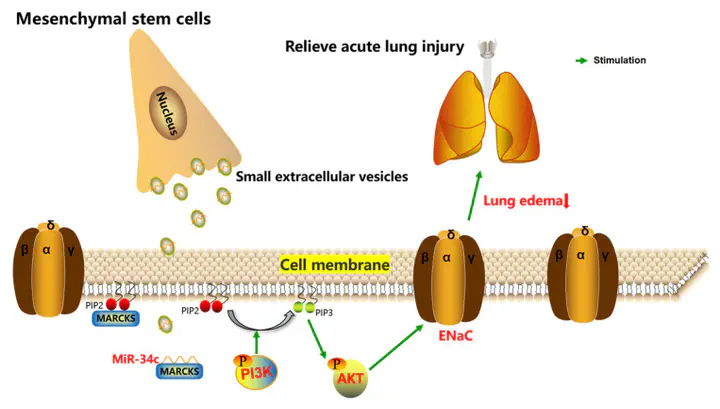 Mesenchymal stem cells
Relieve acute lung injury
Stimulation
Nucleus
Small extracellular vesicles
Lung edema
δ
β α γ
Cell membrane
δ
β α γ
δ
β α γ
PIP2
MARCKS
PIP2
PIP3
ENaC
MiR-34c
MARCKS
P
PI3K
P
AKT